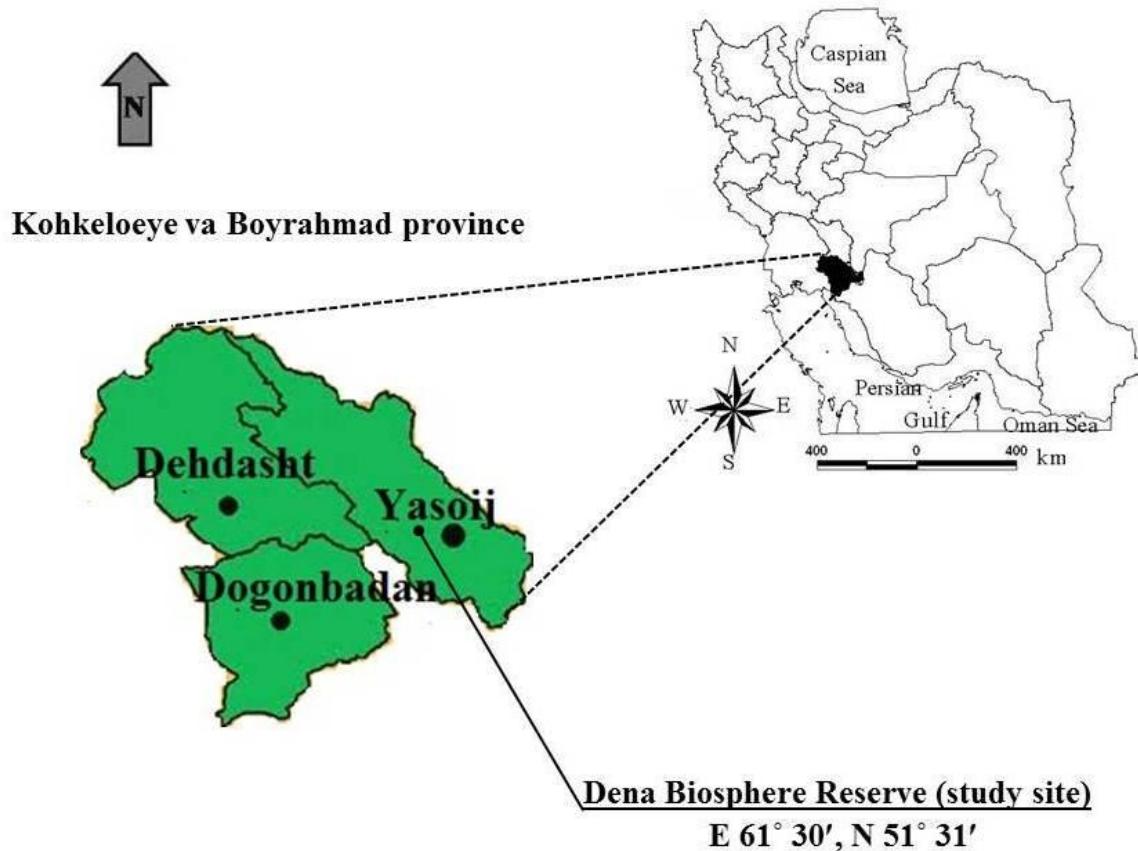 N
Caspian
Sea
Kohkeloeye va Boyrahmad province
N
W E
S
Persian
Gulf
Oman Sea
400 0 400 km
Dehdasht
Yasoij
Dogonbadan
Dena Biosphere Reserve (study site)
E 61° 30′, N 51° 31′